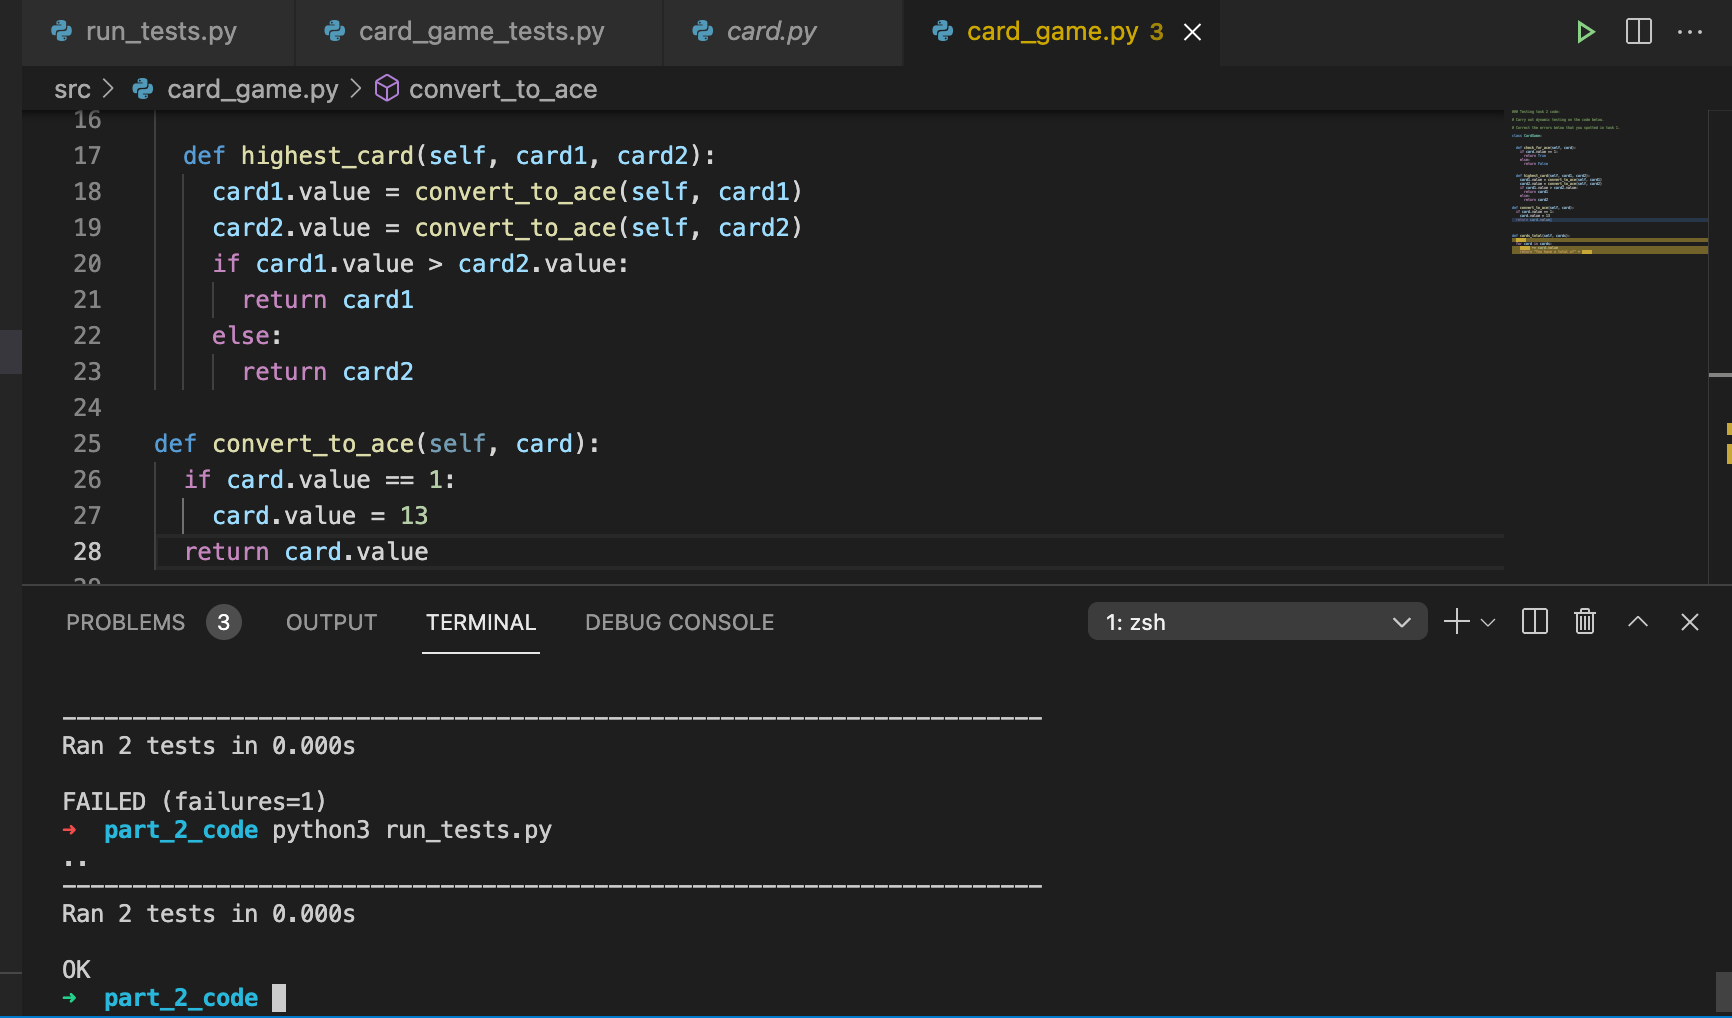 run_tests.py card_game_tests.py card.py card_game.py 3
src > card_game.py > convert_to_ace
16
17 def highest_card(self, card1, card2):
18 card1.value = convert_to_ace(self, card1)
19 card2.value = convert_to_ace(self, card2)
20 if card1.value > card2.value:
21 return card1
22 else:
23 return card2
24
25 def convert_to_ace(self, card):
26 if card.value == 1:
27 card.value = 13
28 return card.value
PROBLEMS 3 OUTPUT TERMINAL DEBUG CONSOLE 1: zsh
----------------------------------------------------------------------
Ran 2 tests in 0.000s
FAILED (failures=1)
➜ part_2_code python3 run_tests.py
..
----------------------------------------------------------------------
Ran 2 tests in 0.000s
OK
➜ part_2_code